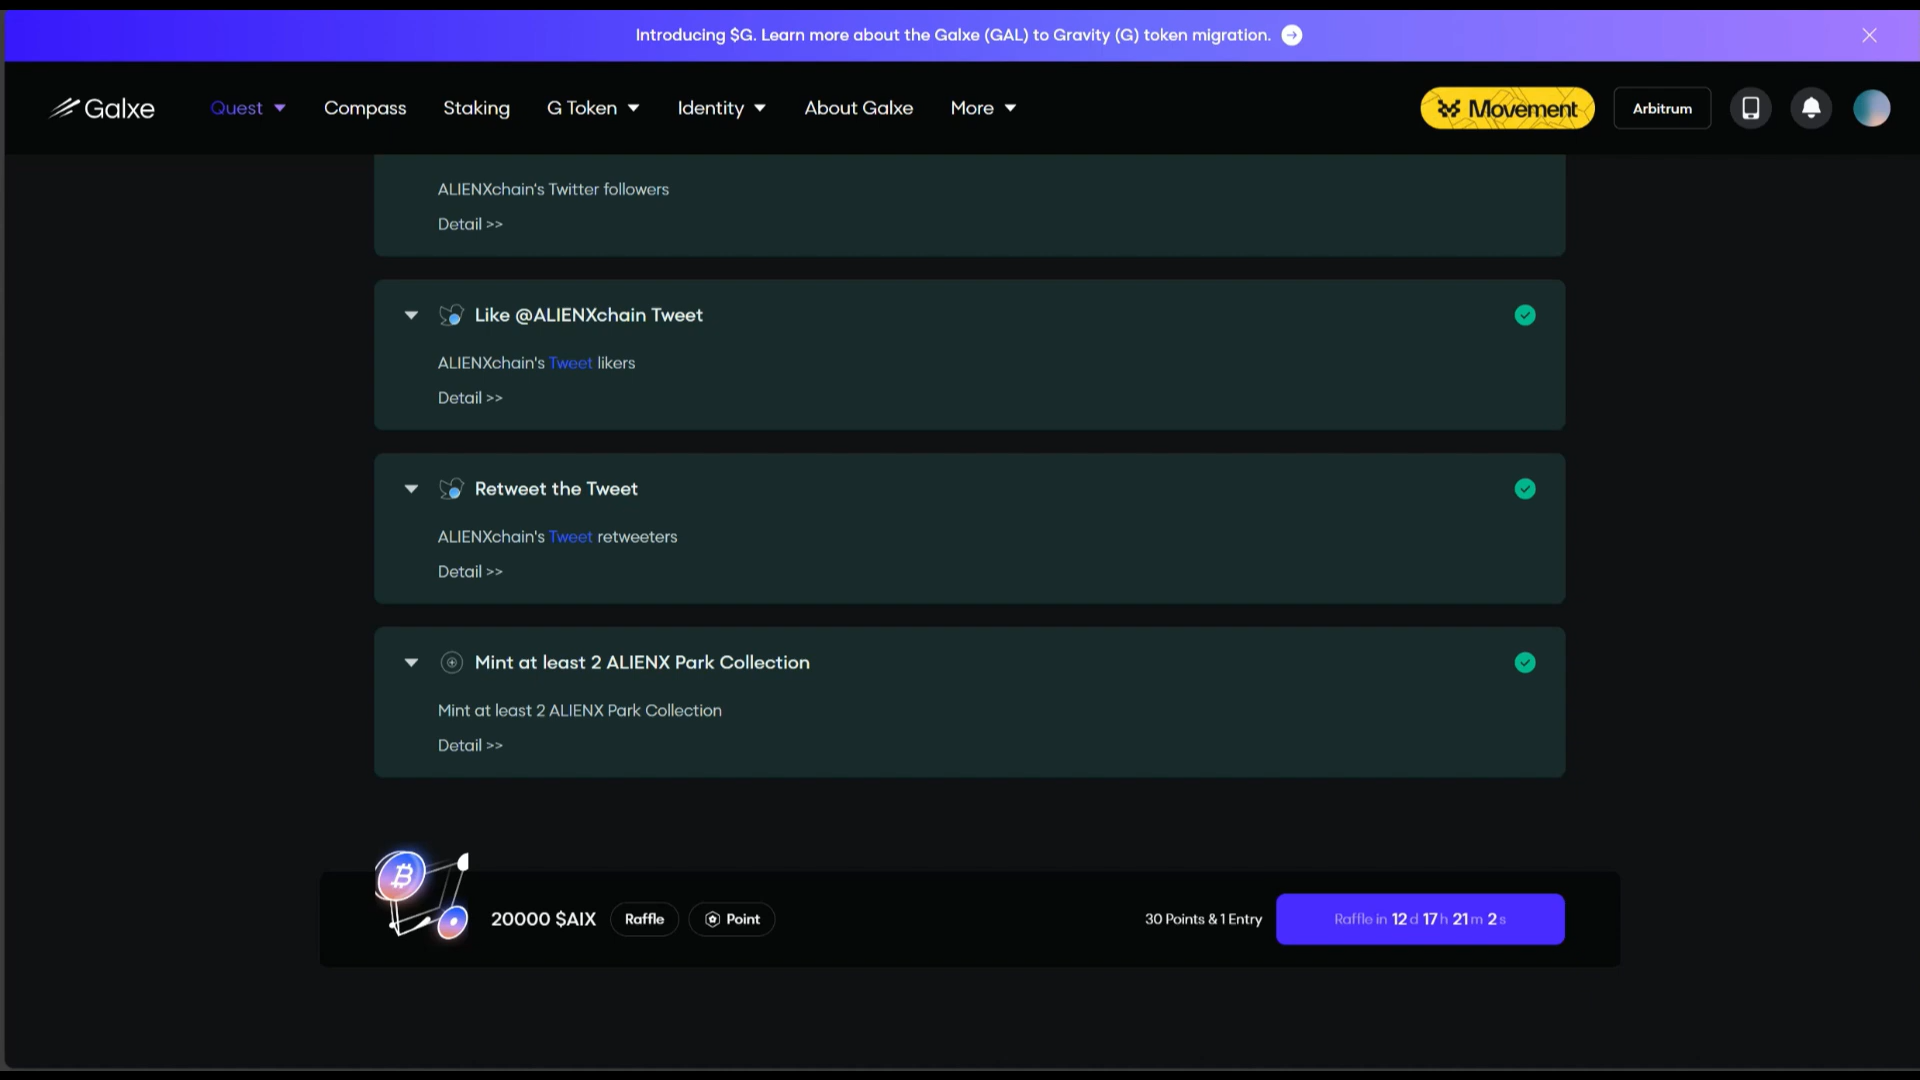 Introducing $G. Learn more about the Galxe (GAL) to Gravity (G) token migration.
Galxe Quest Compass Staking G Token Identity About Galxe More Movement Arbitrum
ALIENXchain's Twitter followers
Detail >>
Like @ALIENXchain Tweet
ALIENXchain's Tweet likers
Detail >>
Retweet the Tweet
ALIENXchain's Tweet retweeters
Detail >>
Mint at least 2 ALIENX Park Collection
Mint at least 2 ALIENX Park Collection
Detail >>
20000 $AIX Raffle Point 30 Points & 1 Entry Raffle in 12 d 17 h 21 m 2 s